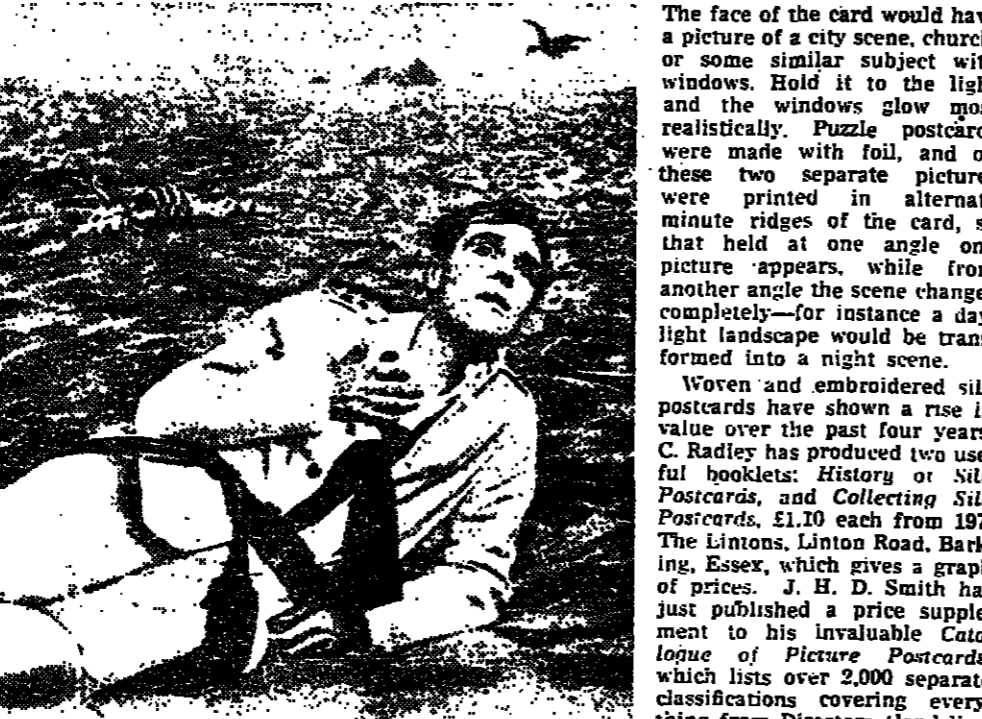 The face of the card would hav
a picture of a city scene, churc
or some similar subject wit
windows. Hold it to the ligh
and the windows glow mos
realistically. Puzzle postcard
were made with foil, and o
these two separate picture
were printed in alternat
minute ridges of the card, s
that held at one angle on
picture appears, while fron
another angle the scene change
completely—for instance a day
light landscape would be trans
formed into a night scene.
Woven and embroidered sil
postcards have shown a rise i
value over the past four years
C. Radley has produced two use
ful booklets: History of Sil
Postcards, and Collecting Sil
Postcards, £1.10 each from 197
The Lintons, Linton Road, Bark
ing, Essex, which gives a graph
of prices. J. H. D. Smith ha
just published a price supple
ment to his invaluable Cata
logue of Picture Postcards
which lists over 2,000 separate
classifications covering every
thing from